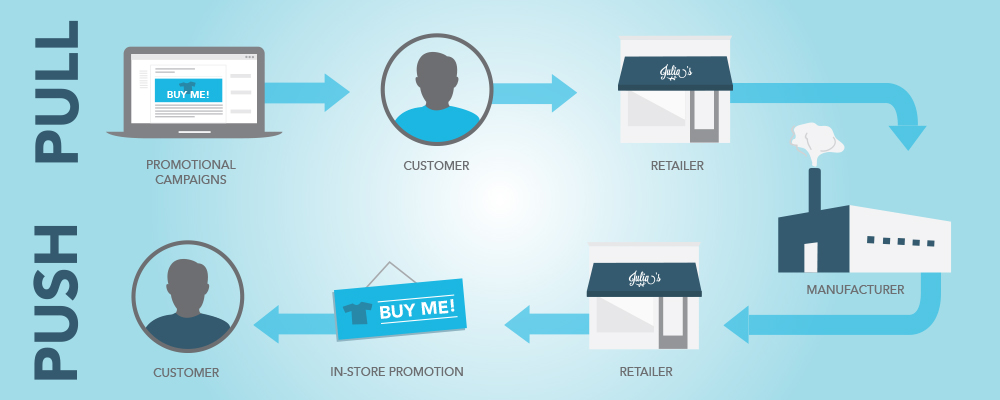 PULL
BUY ME!
PROMOTIONAL
CAMPAIGNS
CUSTOMER
Julia's
RETAILER
MANUFACTURER
PUSH
CUSTOMER
BUY ME!
IN-STORE PROMOTION
Julia's
RETAILER